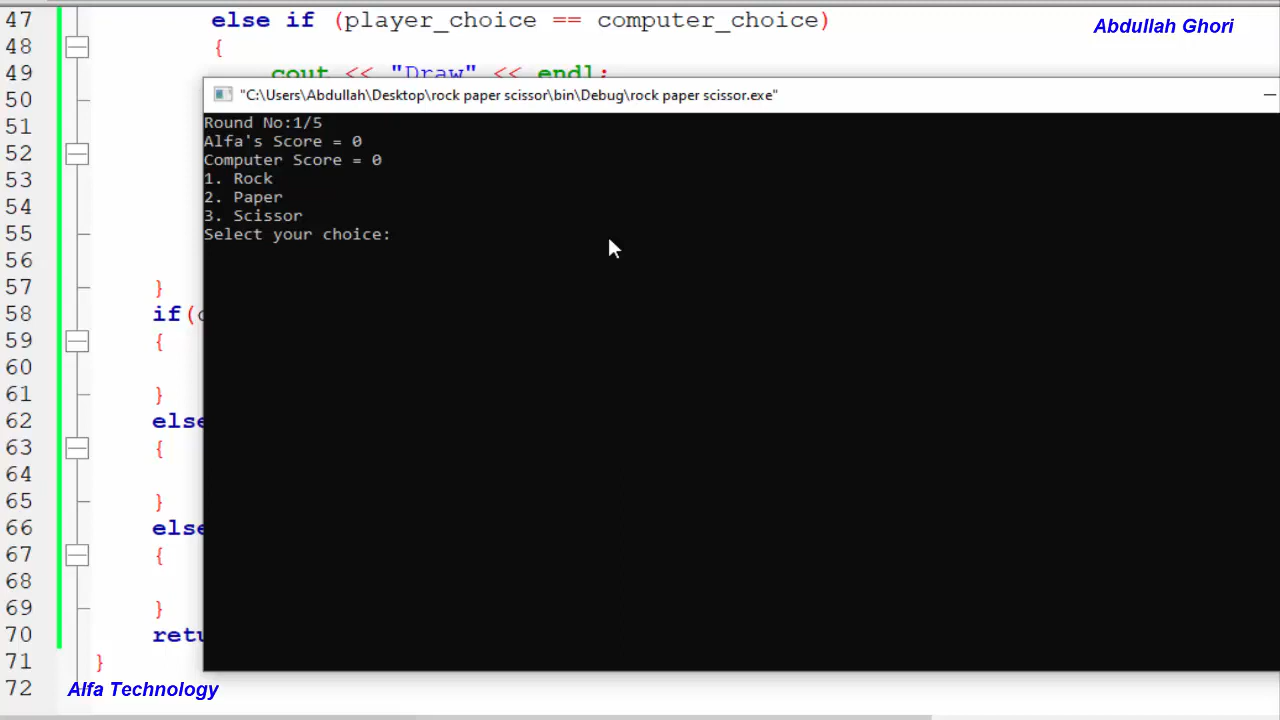 47 else if (player_choice == computer_choice)
Abdullah Ghori
48 {
49 cout << "Draw" << endl;
"C:\Users\Abdullah\Desktop\rock paper scissor\bin\Debug\rock paper scissor.exe"
50
Round No:1/5
51
Alfa's Score = 0
52
Computer Score = 0
53
1. Rock
54
2. Paper
3. Scissor
55
Select your choice:
56
57 }
58 if(
59 {
60
61 }
62 else
63 {
64
65 }
66 else
67 {
68
69 }
70 retu
71 }
72
Alfa Technology